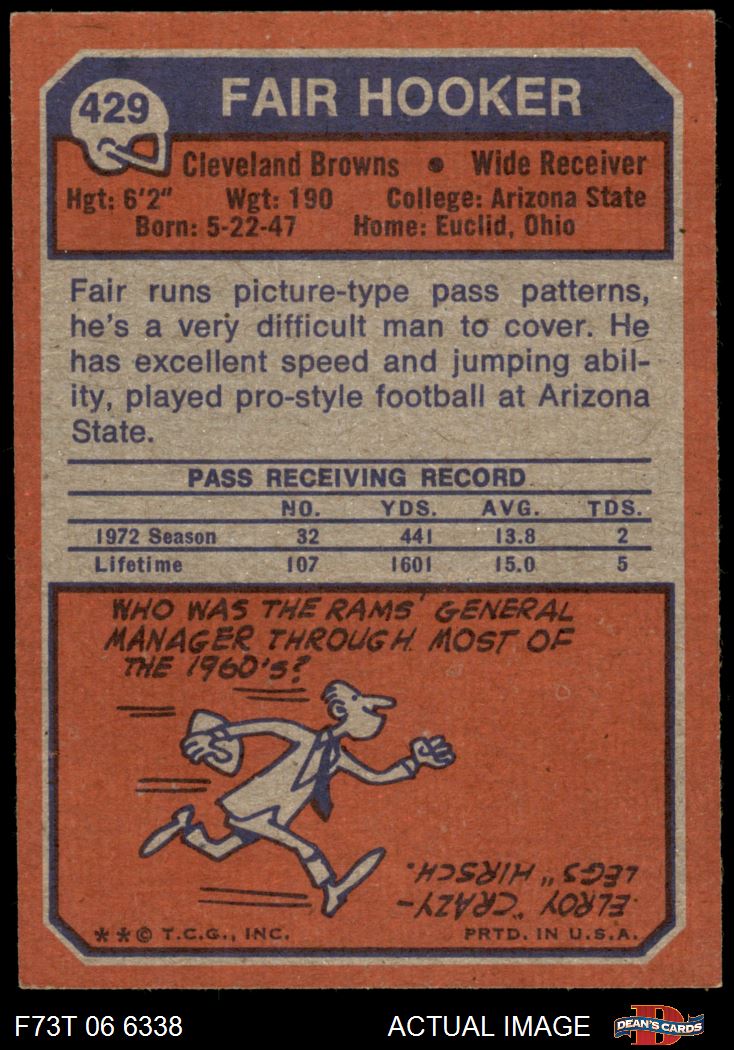 429
FAIR HOOKER
Cleveland Browns • Wide Receiver
Hgt: 6'2" Wgt: 190 College: Arizona State
Born: 5-22-47 Home: Euclid, Ohio
Fair runs picture-type pass patterns,
he's a very difficult man to cover. He
has excellent speed and jumping abil-
ity, played pro-style football at Arizona
State.
PASS RECEIVING RECORD
NO. YDS. AVG. TDS.
1972 Season 32 441 13.8 2
Lifetime 107 1601 15.0 5
WHO WAS THE RAMS' GENERAL
MANAGER THROUGH MOST OF
THE 1960'S?
ELROY "CRAZY-
LEGS" HIRSCH.
**© T.C.G., INC. PRTD. IN U.S.A.
F73T 06 6338 ACTUAL IMAGE
D
DEAN'S CARDS